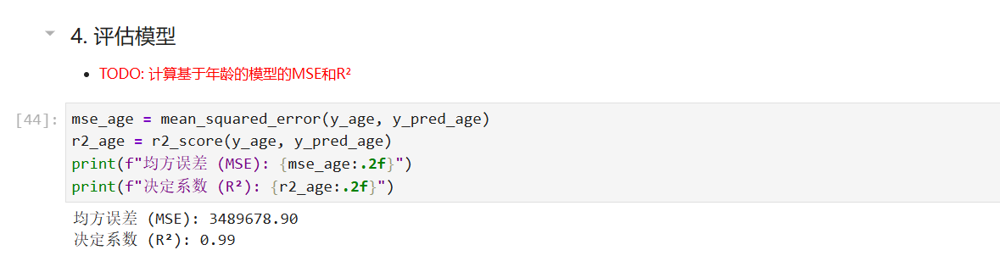 4. 评估模型
TODO: 计算基于年龄的模型的MSE和R²
[44]:
mse_age = mean_squared_error(y_age, y_pred_age)
r2_age = r2_score(y_age, y_pred_age)
print(f"均方误差 (MSE): {mse_age:.2f}")
print(f"决定系数 (R²): {r2_age:.2f}")
均方误差 (MSE): 3489678.90
决定系数 (R²): 0.99